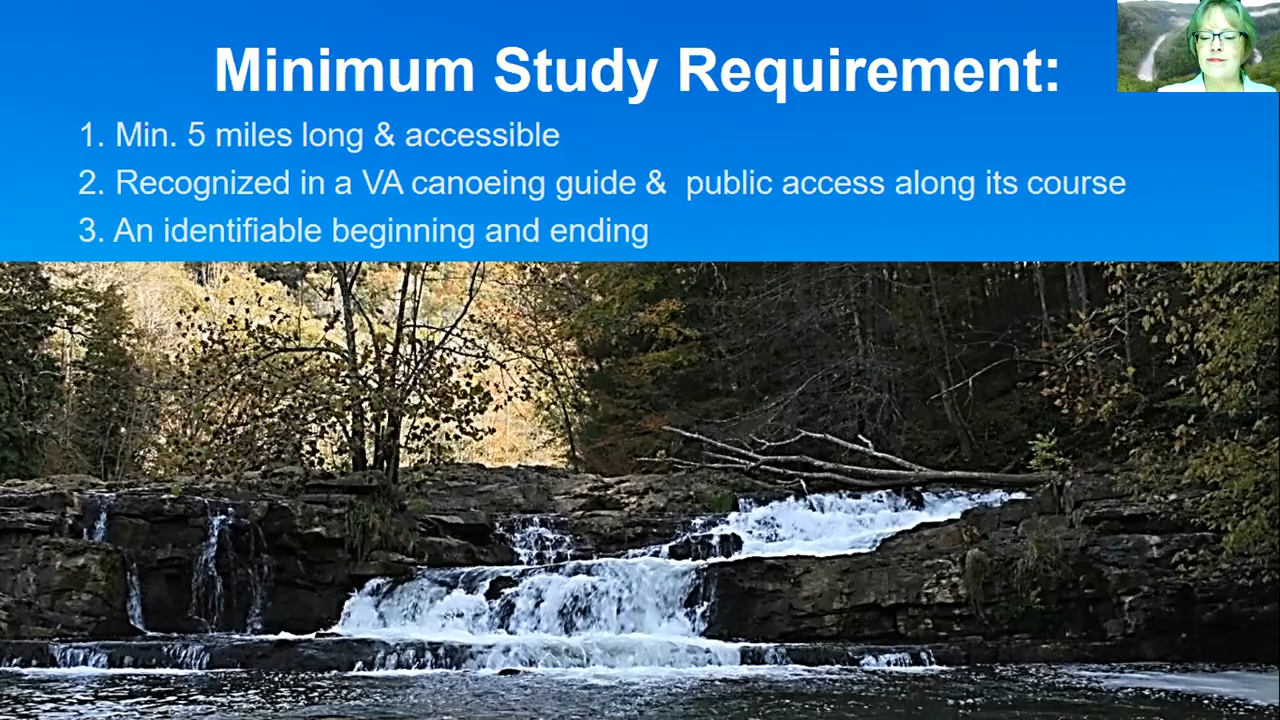 Minimum Study Requirement:
1. Min. 5 miles long & accessible
2. Recognized in a VA canoeing guide &  public access along its course
3. An identifiable beginning and ending